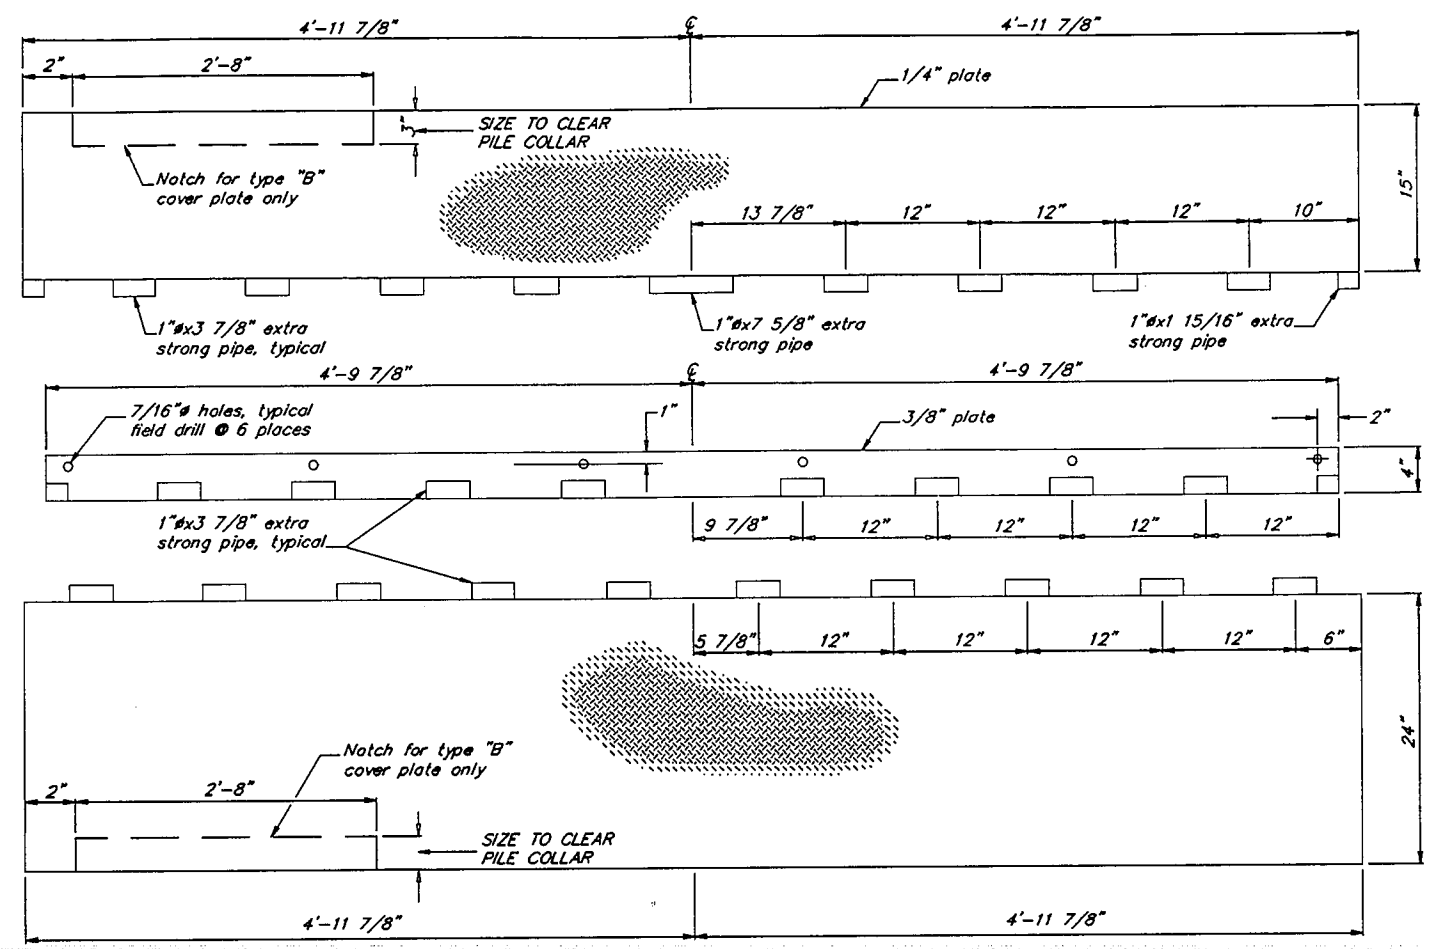 4'-11 7/8"
℄
4'-11 7/8"
2"
2'-8"
1/4" plate
3"
SIZE TO CLEAR
PILE COLLAR
Notch for type "B"
cover plate only
15"
13 7/8"
12"
12"
12"
10"
1"øx3 7/8" extra
strong pipe, typical
1"øx7 5/8" extra
strong pipe
1"øx1 15/16" extra
strong pipe
4'-9 7/8"
℄
4'-9 7/8"
7/16"ø holes, typical
field drill @ 6 places
1"
3/8" plate
2"
4"
1"øx3 7/8" extra
strong pipe, typical
9 7/8"
12"
12"
12"
12"
5 7/8"
12"
12"
12"
12"
6"
24"
Notch for type "B"
cover plate only
2"
2'-8"
SIZE TO CLEAR
PILE COLLAR
4'-11 7/8"
4'-11 7/8"